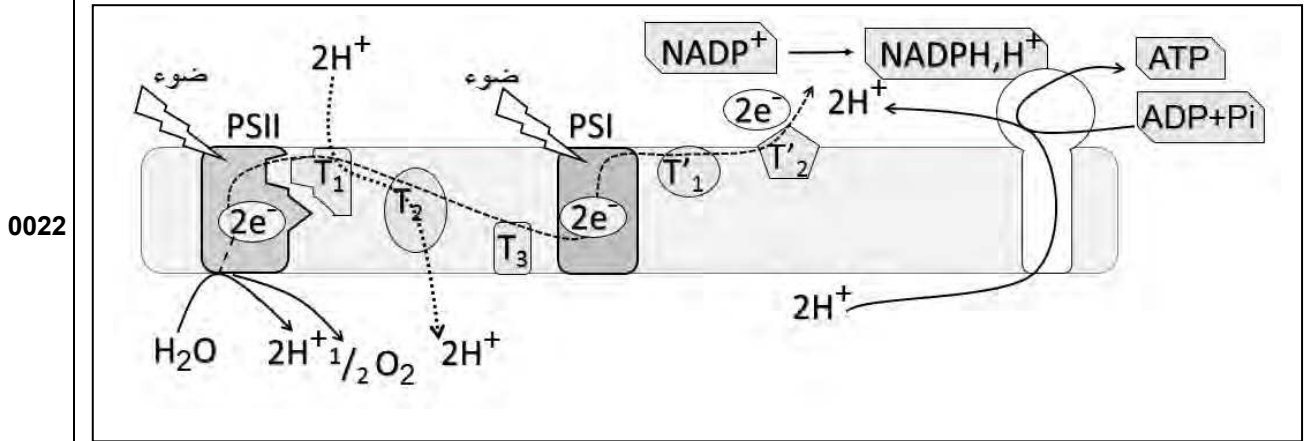 0022
NADP⁺ NADPH,H⁺ ATP
2H⁺
ضوء ضوء
2e⁻ 2H⁺ ADP+Pi
PSII PSI
T₁ T₂ T₃ T'₁ T'₂
2e⁻ 2e⁻
2H⁺
H₂O 2H⁺ 1/2 O₂ 2H⁺